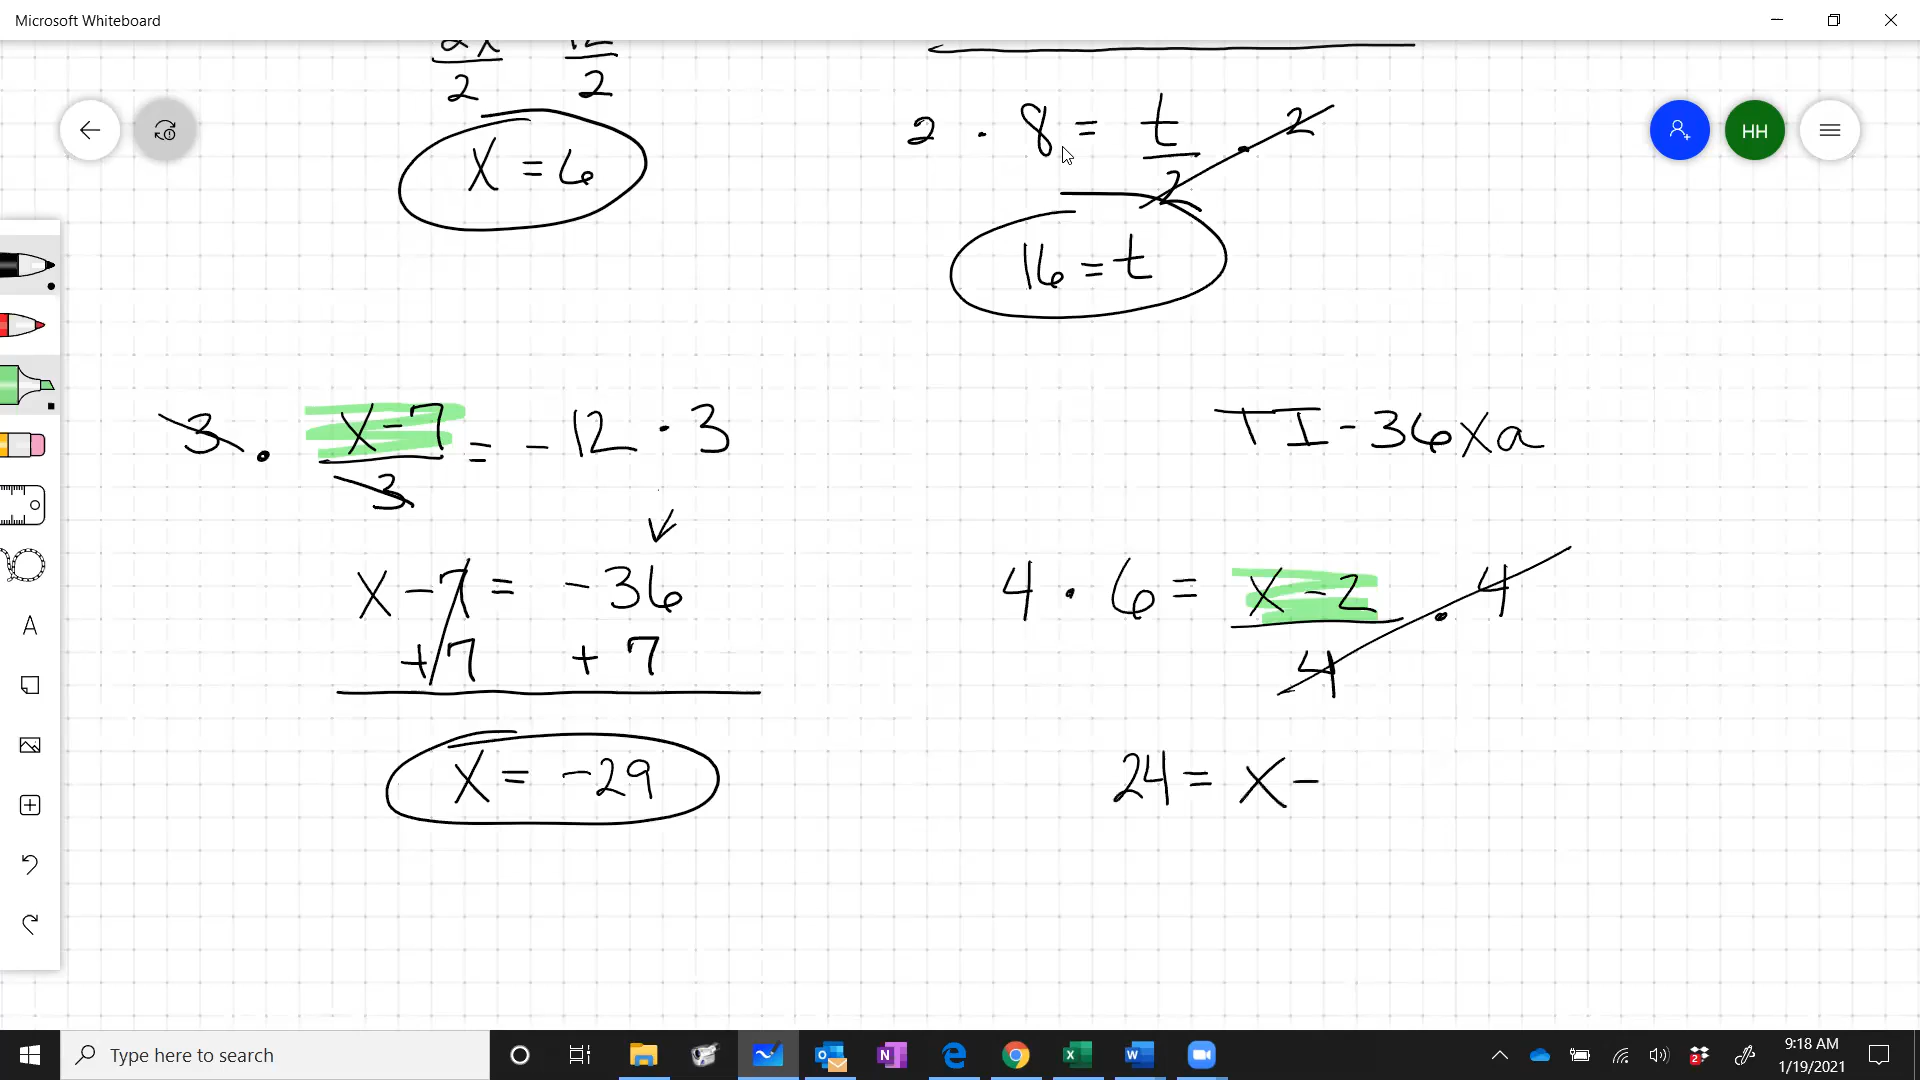 Microsoft Whiteboard
2x 12
2 2
X = 6
2 · 8 = t · 2
2
16 = t
HH
3 · X - 7 = - 12 · 3
3
X - 7 = - 36
+ 7 + 7
X = - 29
TI - 36Xa
4 · 6 = X - 2 · 4
4
24 = X -
A
Type here to search
9:18 AM
1/19/2021